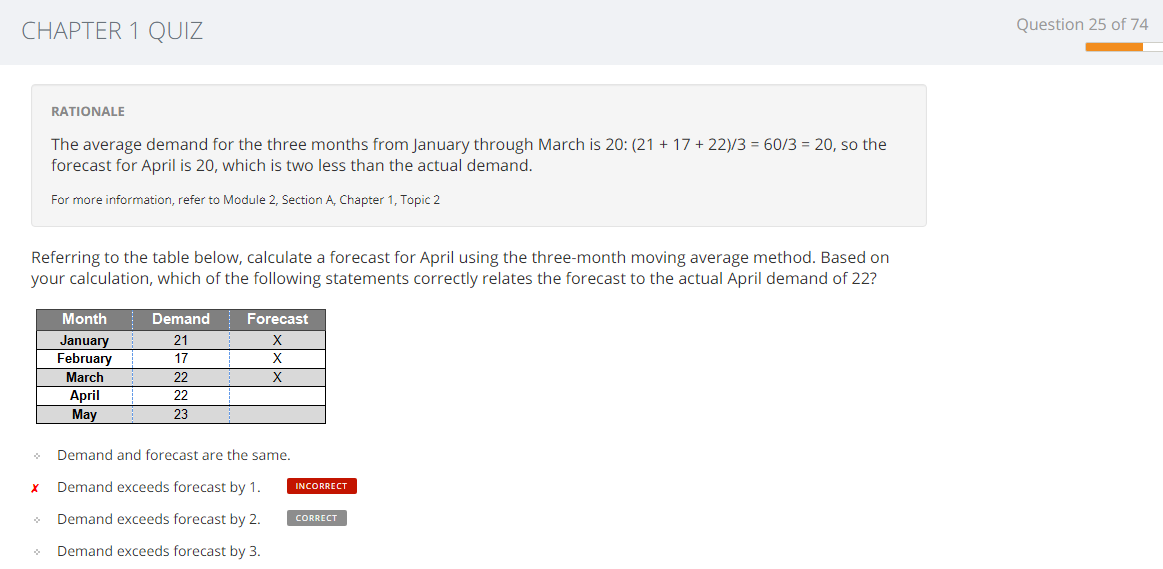 CHAPTER 1 QUIZ
Question 25 of 74
RATIONALE
The average demand for the three months from January through March is 20: (21 + 17 + 22)/3 = 60/3 = 20, so the
forecast for April is 20, which is two less than the actual demand.
For more information, refer to Module 2, Section A, Chapter 1, Topic 2
Referring to the table below, calculate a forecast for April using the three-month moving average method. Based on
your calculation, which of the following statements correctly relates the forecast to the actual April demand of 22?
Month Demand Forecast
January 21 X
February 17 X
March 22 X
April 22
May 23
Demand and forecast are the same.
Demand exceeds forecast by 1. INCORRECT
Demand exceeds forecast by 2. CORRECT
Demand exceeds forecast by 3.